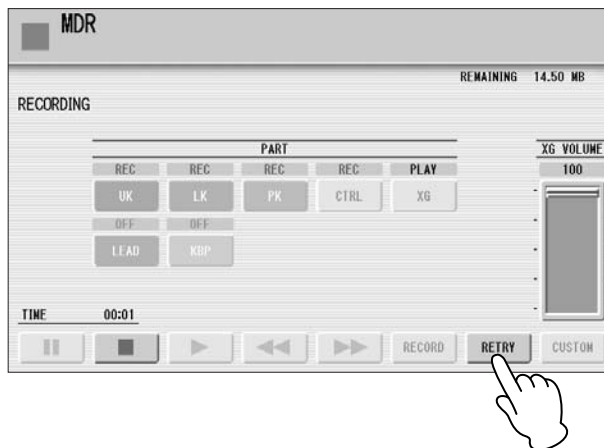 MDR
REMAINING 14.50 MB
RECORDING
PART
XG VOLUME
REC REC REC REC PLAY
100
UK LK PK CTRL XG
OFF OFF
LEAD KBP
TIME 00:01
RECORD RETRY CUSTOM